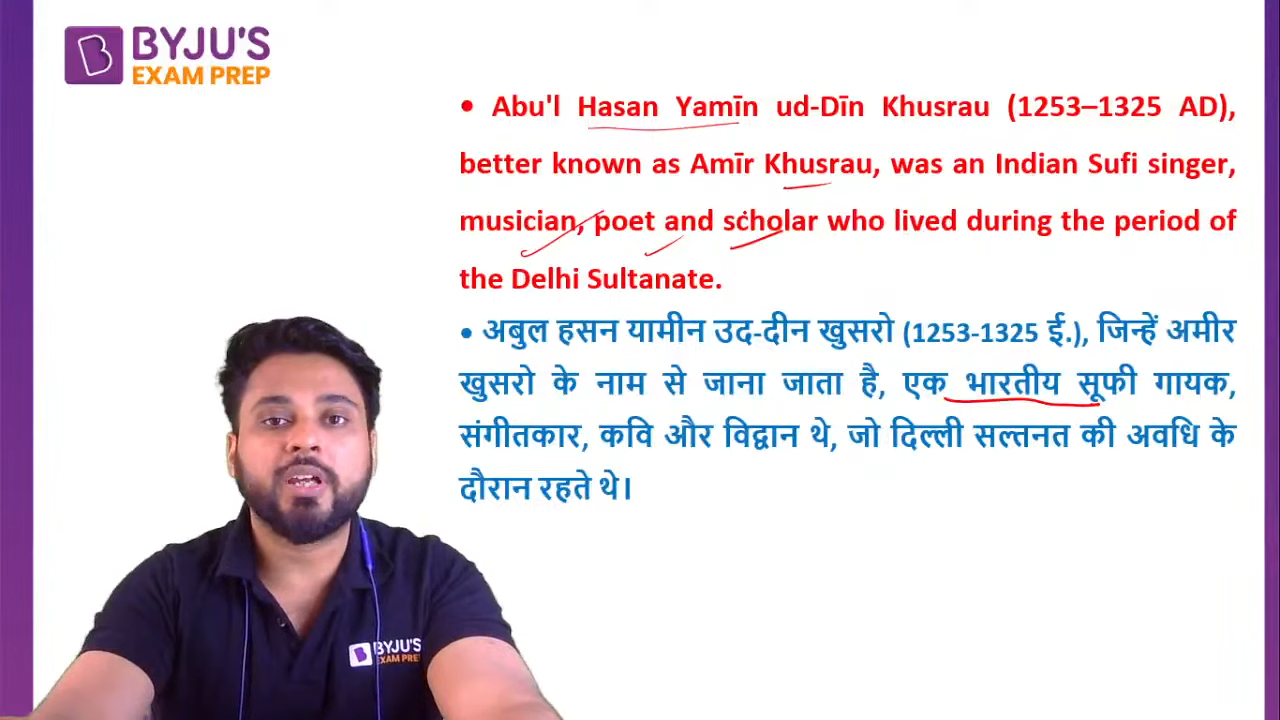 BYJU'S
EXAM PREP
• Abu'l Hasan Yamīn ud-Dīn Khusrau (1253–1325 AD),
better known as Amīr Khusrau, was an Indian Sufi singer,
musician, poet and scholar who lived during the period of
the Delhi Sultanate.
• अबुल हसन यामीन उद-दीन खुसरो (1253-1325 ई.), जिन्हें अमीर
खुसरो के नाम से जाना जाता है, एक भारतीय सूफी गायक,
संगीतकार, कवि और विद्वान थे, जो दिल्ली सल्तनत की अवधि के
दौरान रहते थे।
BYJU'S
EXAM PREP